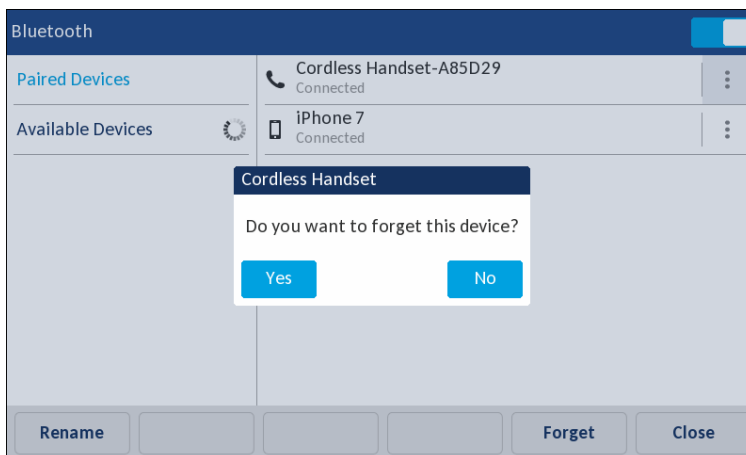 Bluetooth
Paired Devices
Cordless Handset-A85D29
Connected
Available Devices
iPhone 7
Connected
Cordless Handset
Do you want to forget this device?
Yes No
Rename Forget Close